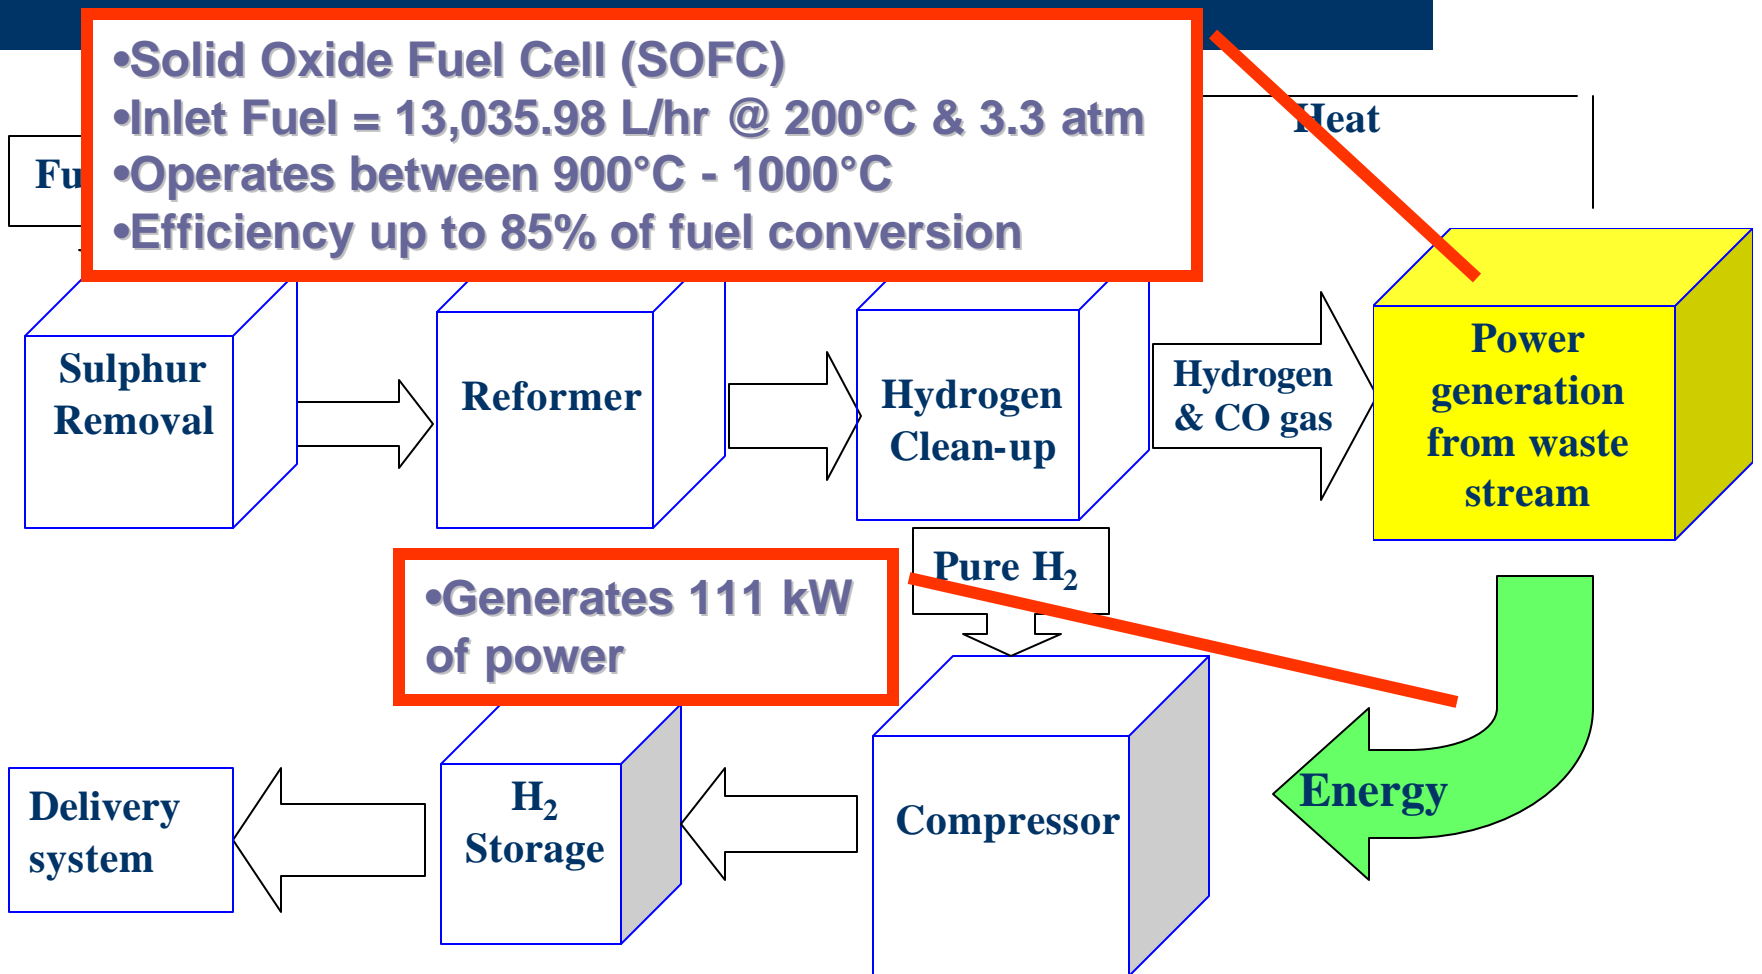 •Solid Oxide Fuel Cell (SOFC)
•Inlet Fuel = 13,035.98 L/hr @ 200°C & 3.3 atm
•Operates between 900°C - 1000°C
•Efficiency up to 85% of fuel conversion
Heat
Sulphur
Removal
Reformer
Hydrogen
Clean-up
Hydrogen
& CO gas
Power
generation
from waste
stream
Pure H₂
•Generates 111 kW
of power
Delivery
system
H₂
Storage
Compressor
Energy